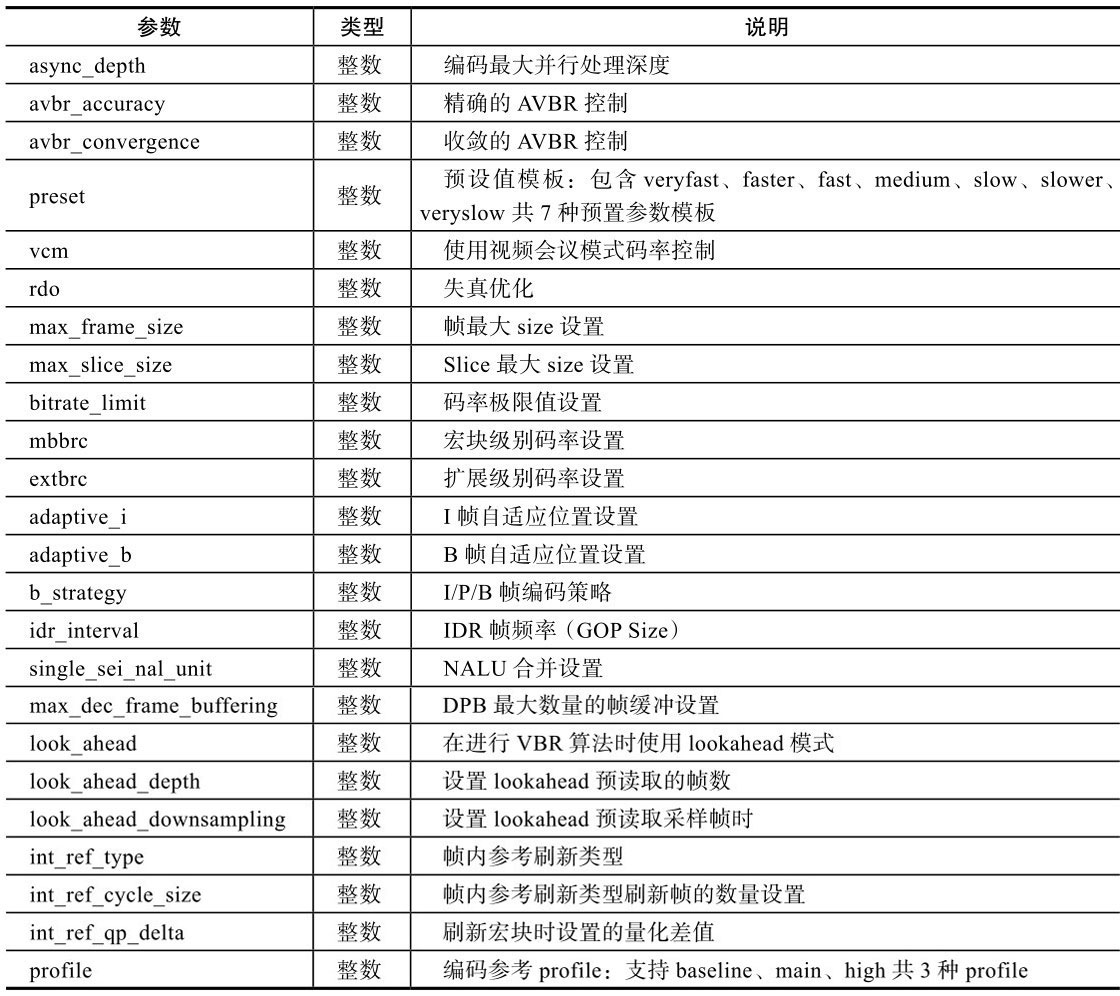 参数 类型 说明
async_depth 整数 编码最大并行处理深度
avbr_accuracy 整数 精确的 AVBR 控制
avbr_convergence 整数 收敛的 AVBR 控制
preset 整数 预设值模板：包含 veryfast、faster、fast、medium、slow、slower、
veryslow 共 7 种预置参数模板
vcm 整数 使用视频会议模式码率控制
rdo 整数 失真优化
max_frame_size 整数 帧最大 size 设置
max_slice_size 整数 Slice 最大 size 设置
bitrate_limit 整数 码率极限值设置
mbbrc 整数 宏块级别码率设置
extbrc 整数 扩展级别码率设置
adaptive_i 整数 I 帧自适应位置设置
adaptive_b 整数 B 帧自适应位置设置
b_strategy 整数 I/P/B 帧编码策略
idr_interval 整数 IDR 帧频率（GOP Size）
single_sei_nal_unit 整数 NALU 合并设置
max_dec_frame_buffering 整数 DPB 最大数量的帧缓冲设置
look_ahead 整数 在进行 VBR 算法时使用 lookahead 模式
look_ahead_depth 整数 设置 lookahead 预读取的帧数
look_ahead_downsampling 整数 设置 lookahead 预读取采样帧时
int_ref_type 整数 帧内参考刷新类型
int_ref_cycle_size 整数 帧内参考刷新类型刷新帧的数量设置
int_ref_qp_delta 整数 刷新宏块时设置的量化差值
profile 整数 编码参考 profile：支持 baseline、main、high 共 3 种 profile